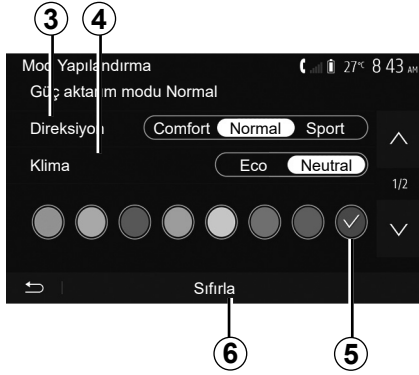 3 4
Mod Yapılandırma 27°C 8 43 AM
Güç aktarım modu Normal
Direksiyon Comfort Normal Sport
Klima Eco Neutral
1/2
Sıfırla
6 5